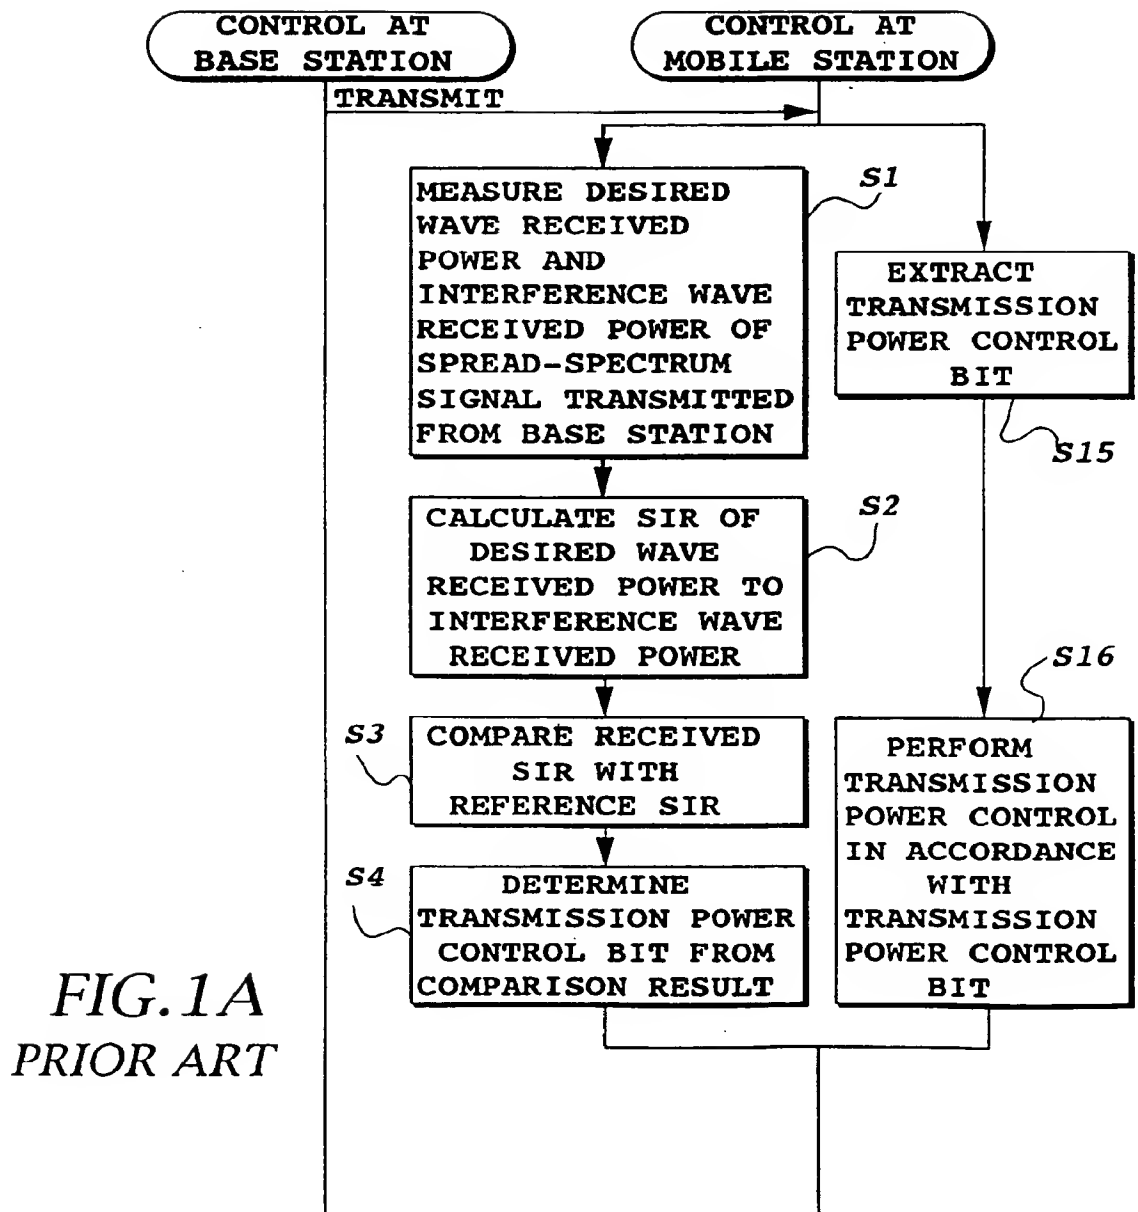 CONTROL AT
BASE STATION
CONTROL AT
MOBILE STATION
TRANSMIT
S1
MEASURE DESIRED
WAVE RECEIVED
POWER AND
INTERFERENCE WAVE
RECEIVED POWER OF
SPREAD-SPECTRUM
SIGNAL TRANSMITTED
FROM BASE STATION
EXTRACT
TRANSMISSION
POWER CONTROL
BIT
S15
S2
CALCULATE SIR OF
DESIRED WAVE
RECEIVED POWER TO
INTERFERENCE WAVE
RECEIVED POWER
S16
S3
COMPARE RECEIVED
SIR WITH
REFERENCE SIR
PERFORM
TRANSMISSION
POWER CONTROL
IN ACCORDANCE
WITH
TRANSMISSION
POWER CONTROL
BIT
S4
DETERMINE
TRANSMISSION POWER
CONTROL BIT FROM
COMPARISON RESULT
FIG.1A
PRIOR ART